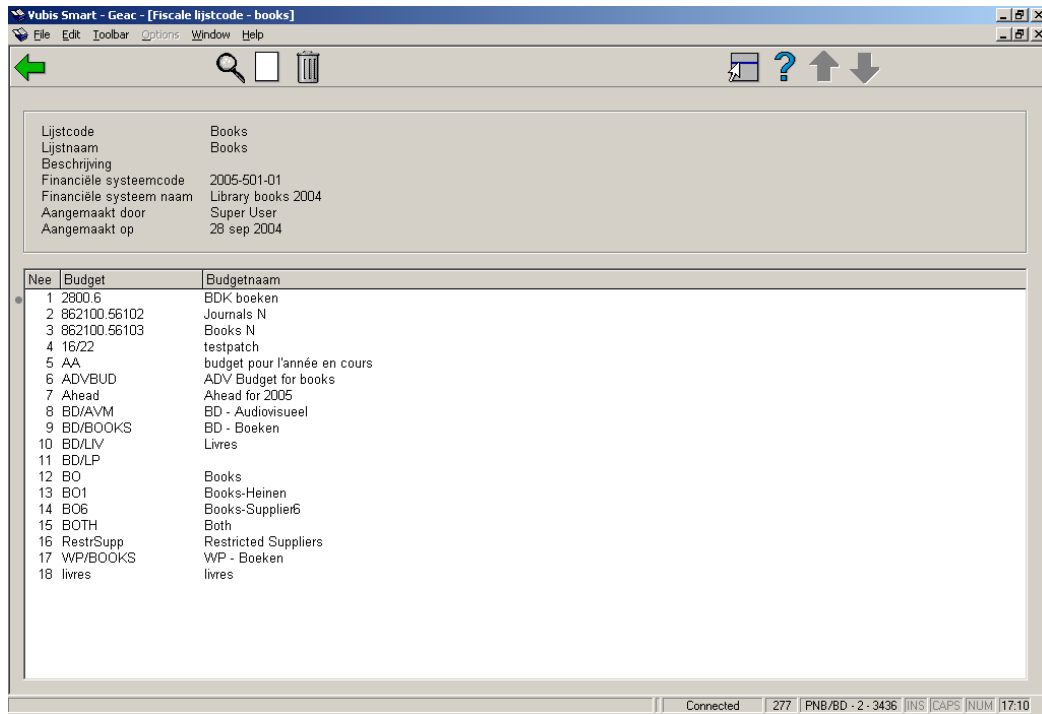 Vubis Smart - Geac - [Fiscale lijstcode - books]
File Edit Toolbar Options Window Help
Lijstcode Books
Lijstnaam Books
Beschrijving
Financiële systeemcode 2005-501-01
Financiële systeem naam Library books 2004
Aangemaakt door Super User
Aangemaakt op 28 sep 2004
Nee Budget Budgetnaam
1 2800.6 BDK boeken
2 862100.56102 Journals N
3 862100.56103 Books N
4 16/22 testpatch
5 AA budget pour l'année en cours
6 ADVBUD ADV Budget for books
7 Ahead Ahead for 2005
8 BD/AVM BD - Audiovisueel
9 BD/BOOKS BD - Boeken
10 BD/LIV Livres
11 BD/LP
12 BO Books
13 BO1 Books-Heinen
14 BO6 Books-Supplier6
15 BOTH Both
16 RestrSupp Restricted Suppliers
17 WP/BOOKS WP - Boeken
18 livres livres
Connected 277 PNB/BD - 2 - 3436 INS CAPS NUM 17:10